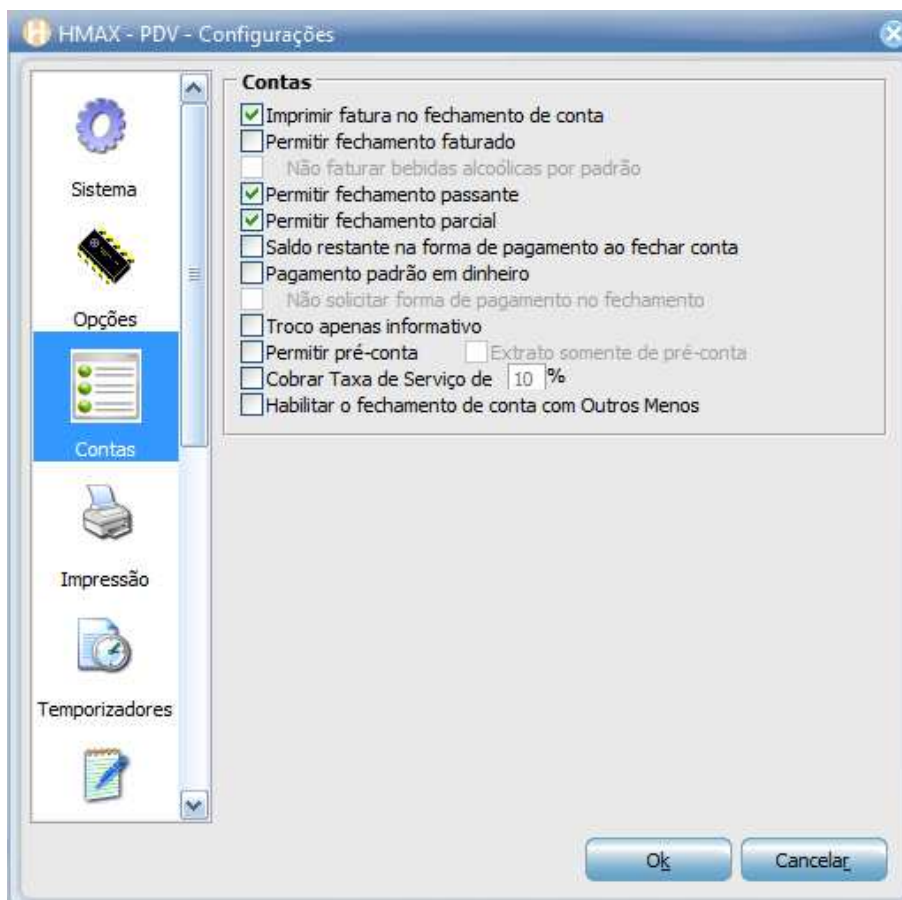 HMAX - PDV - Configurações
Sistema
Opções
Contas
Impressão
Temporizadores
Contas
Imprimir fatura no fechamento de conta
Permitir fechamento faturado
Não faturar bebidas alcoólicas por padrão
Permitir fechamento passante
Permitir fechamento parcial
Saldo restante na forma de pagamento ao fechar conta
Pagamento padrão em dinheiro
Não solicitar forma de pagamento no fechamento
Troco apenas informativo
Permitir pré-conta Extrato somente de pré-conta
Cobrar Taxa de Serviço de 10 %
Habilitar o fechamento de conta com Outros Menos
Ok Cancelar